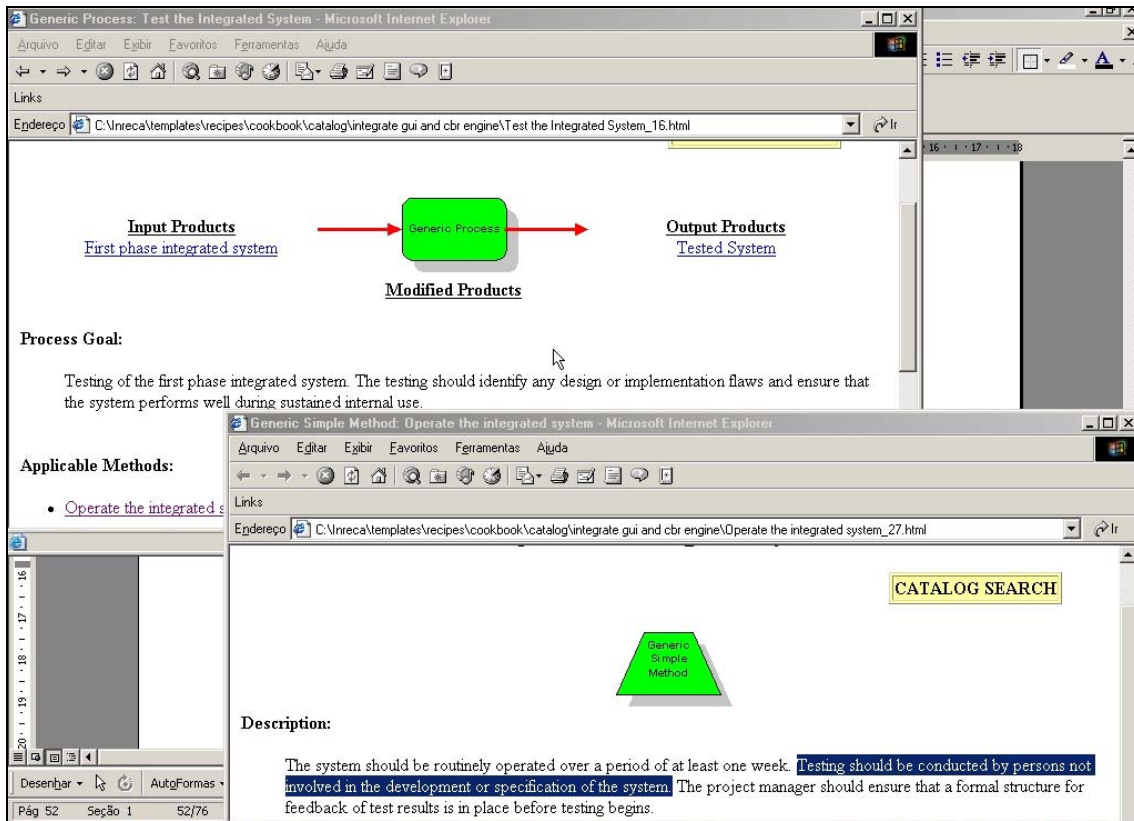 Generic Process: Test the Integrated System - Microsoft Internet Explorer
Arquivo Editar Exibir Favoritos Ferramentas Ajuda
Links
Endereço C:\Inreca\templates\recipes\cookbook\catalog\integrate gui and cbr engine\Test the Integrated System_16.html Ir
16 17 18
Input Products
First phase integrated system
Generic Process
Output Products
Tested System
Modified Products
Process Goal:
Testing of the first phase integrated system. The testing should identify any design or implementation flaws and ensure that
the system performs well during sustained internal use.
Applicable Methods:
Operate the integrated s
Generic Simple Method: Operate the integrated system - Microsoft Internet Explorer
Arquivo Editar Exibir Favoritos Ferramentas Ajuda
Links
Endereço C:\Inreca\templates\recipes\cookbook\catalog\integrate gui and cbr engine\Operate the integrated system_27.html Ir
CATALOG SEARCH
Generic
Simple
Method
Description:
The system should be routinely operated over a period of at least one week. Testing should be conducted by persons not
involved in the development or specification of the system. The project manager should ensure that a formal structure for
feedback of test results is in place before testing begins.
16
17
18
19
20
Desenhar AutoFormas
Pág 52 Seção 1 52/76